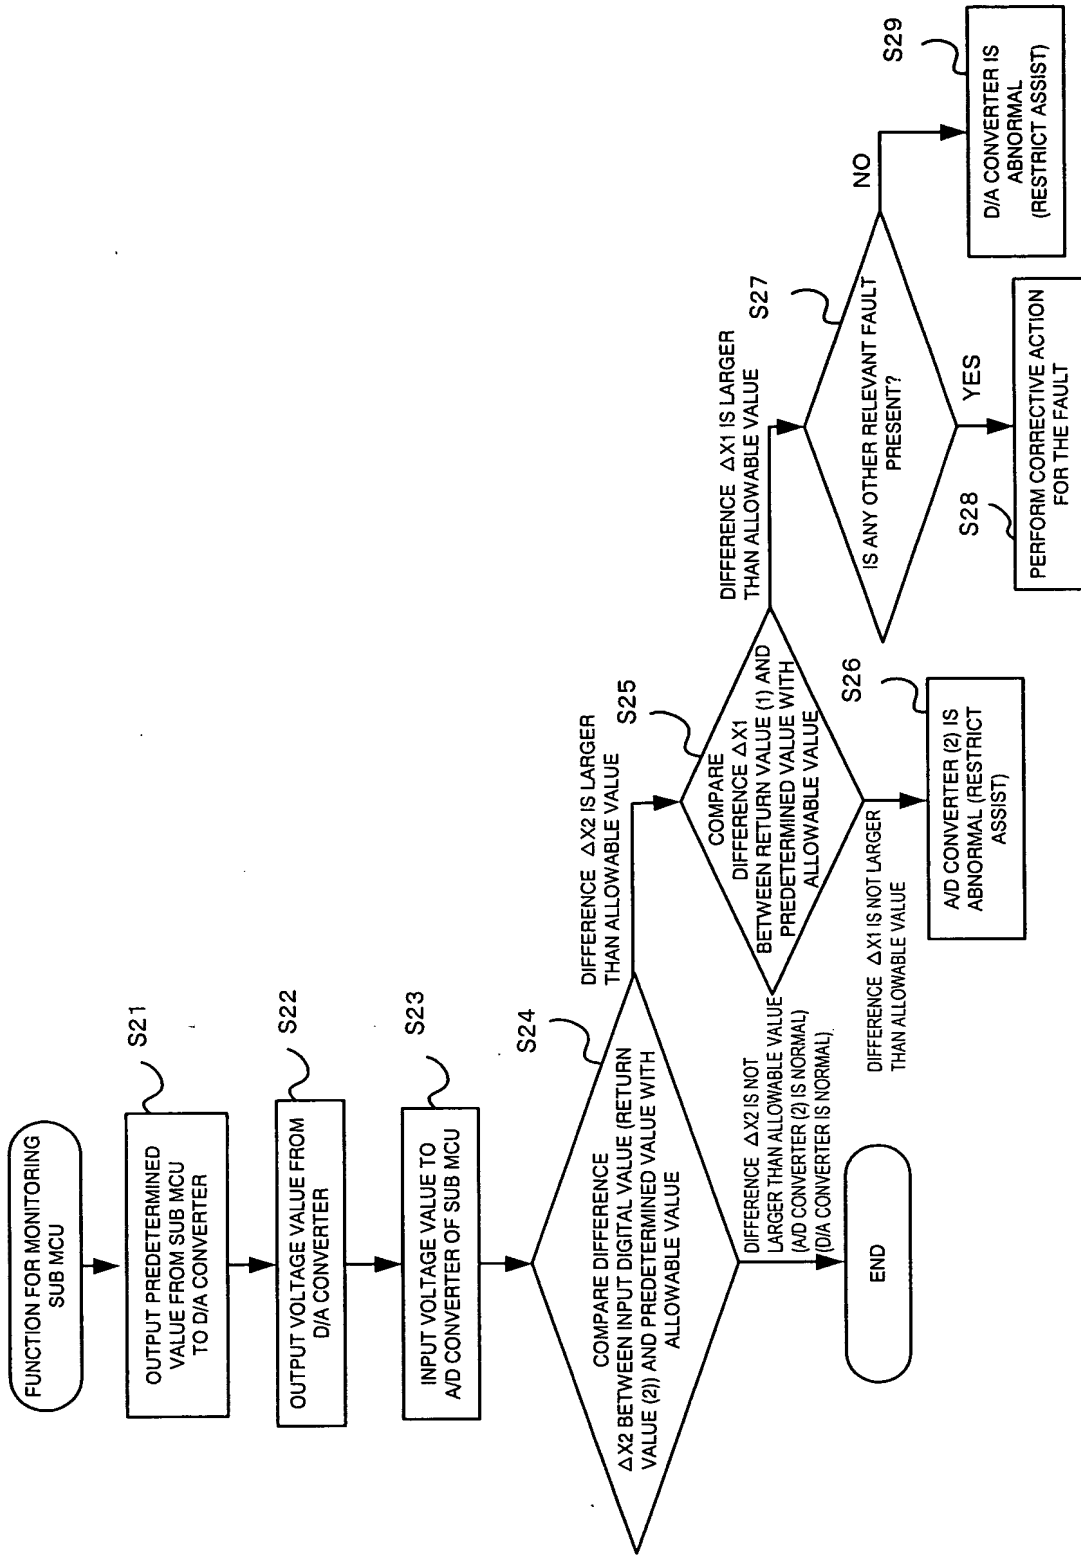 FUNCTION FOR MONITORING
SUB MCU
S21
OUTPUT PREDETERMINED
VALUE FROM SUB MCU
TO D/A CONVERTER
S22
OUTPUT VOLTAGE VALUE FROM
D/A CONVERTER
S23
INPUT VOLTAGE VALUE TO
A/D CONVERTER OF SUB MCU
S24
COMPARE DIFFERENCE
△X2 BETWEEN INPUT DIGITAL VALUE (RETURN
VALUE (2)) AND PREDETERMINED VALUE WITH
ALLOWABLE VALUE
DIFFERENCE △X2 IS LARGER
THAN ALLOWABLE VALUE
DIFFERENCE △X2 IS NOT
LARGER THAN ALLOWABLE VALUE
(A/D CONVERTER (2) IS NORMAL)
(D/A CONVERTER IS NORMAL)
END
S25
COMPARE
DIFFERENCE △X1
BETWEEN RETURN VALUE (1) AND
PREDETERMINED VALUE WITH
ALLOWABLE VALUE
DIFFERENCE △X1 IS LARGER
THAN ALLOWABLE VALUE
DIFFERENCE △X1 IS NOT LARGER
THAN ALLOWABLE VALUE
S26
A/D CONVERTER (2) IS
ABNORMAL (RESTRICT
ASSIST)
S27
IS ANY OTHER RELEVANT FAULT
PRESENT?
YES
NO
S28
PERFORM CORRECTIVE ACTION
FOR THE FAULT
S29
D/A CONVERTER IS
ABNORMAL
(RESTRICT ASSIST)